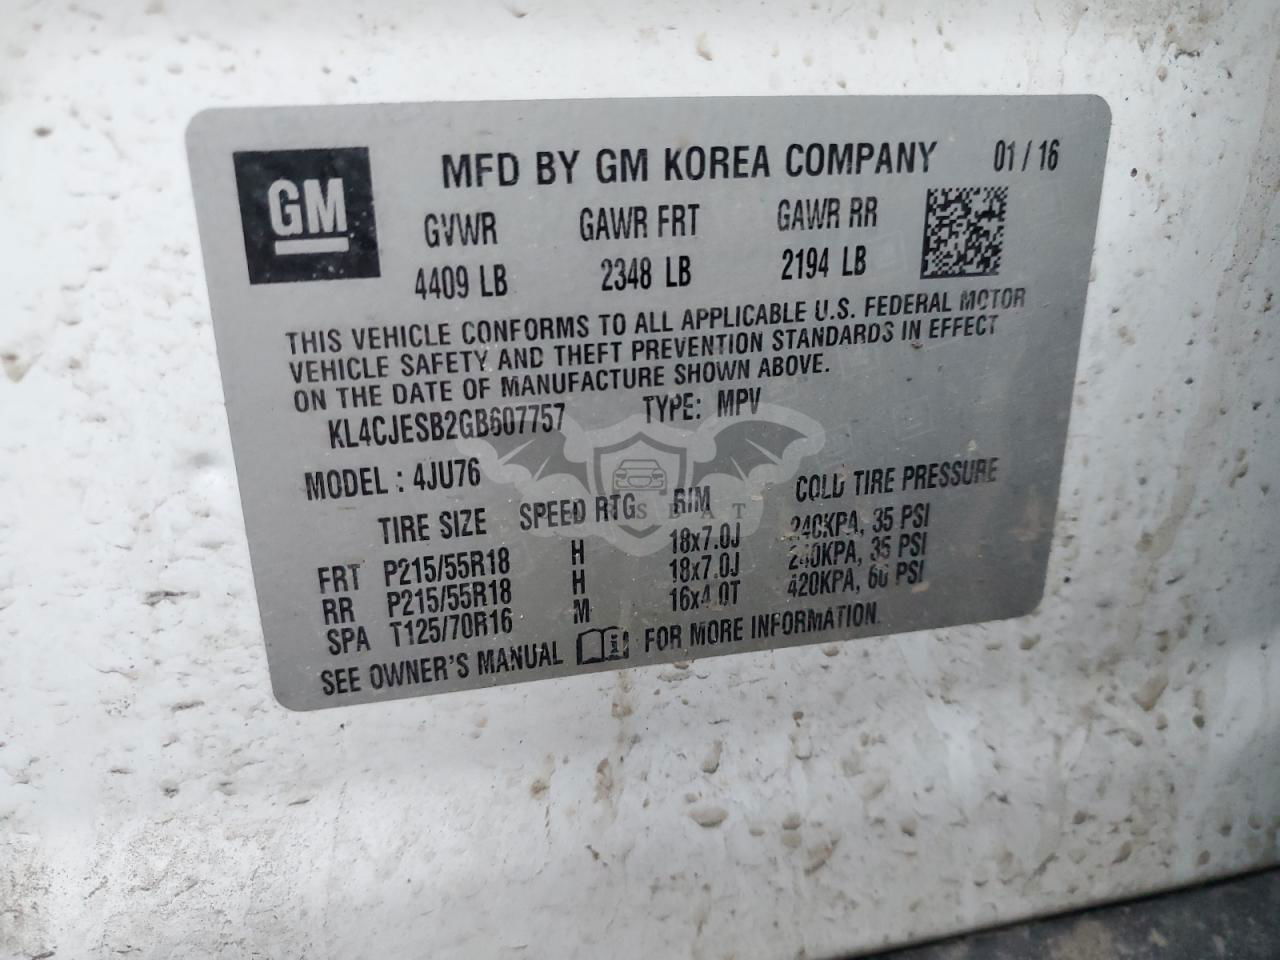 GM
MFD BY GM KOREA COMPANY 01 / 16
GVWR GAWR FRT GAWR RR
4409 LB 2348 LB 2194 LB
THIS VEHICLE CONFORMS TO ALL APPLICABLE U.S. FEDERAL MOTOR
VEHICLE SAFETY AND THEFT PREVENTION STANDARDS IN EFFECT
ON THE DATE OF MANUFACTURE SHOWN ABOVE.
KL4CJESB2GB607757 TYPE: MPV
MODEL : 4JU76
TIRE SIZE SPEED RTG RIM COLD TIRE PRESSURE
FRT P215/55R18 H 18x7.0J 240KPA, 35 PSI
RR P215/55R18 H 18x7.0J 240KPA, 35 PSI
SPA T125/70R16 M 16x4.0T 420KPA, 60 PSI
SEE OWNER'S MANUAL FOR MORE INFORMATION.